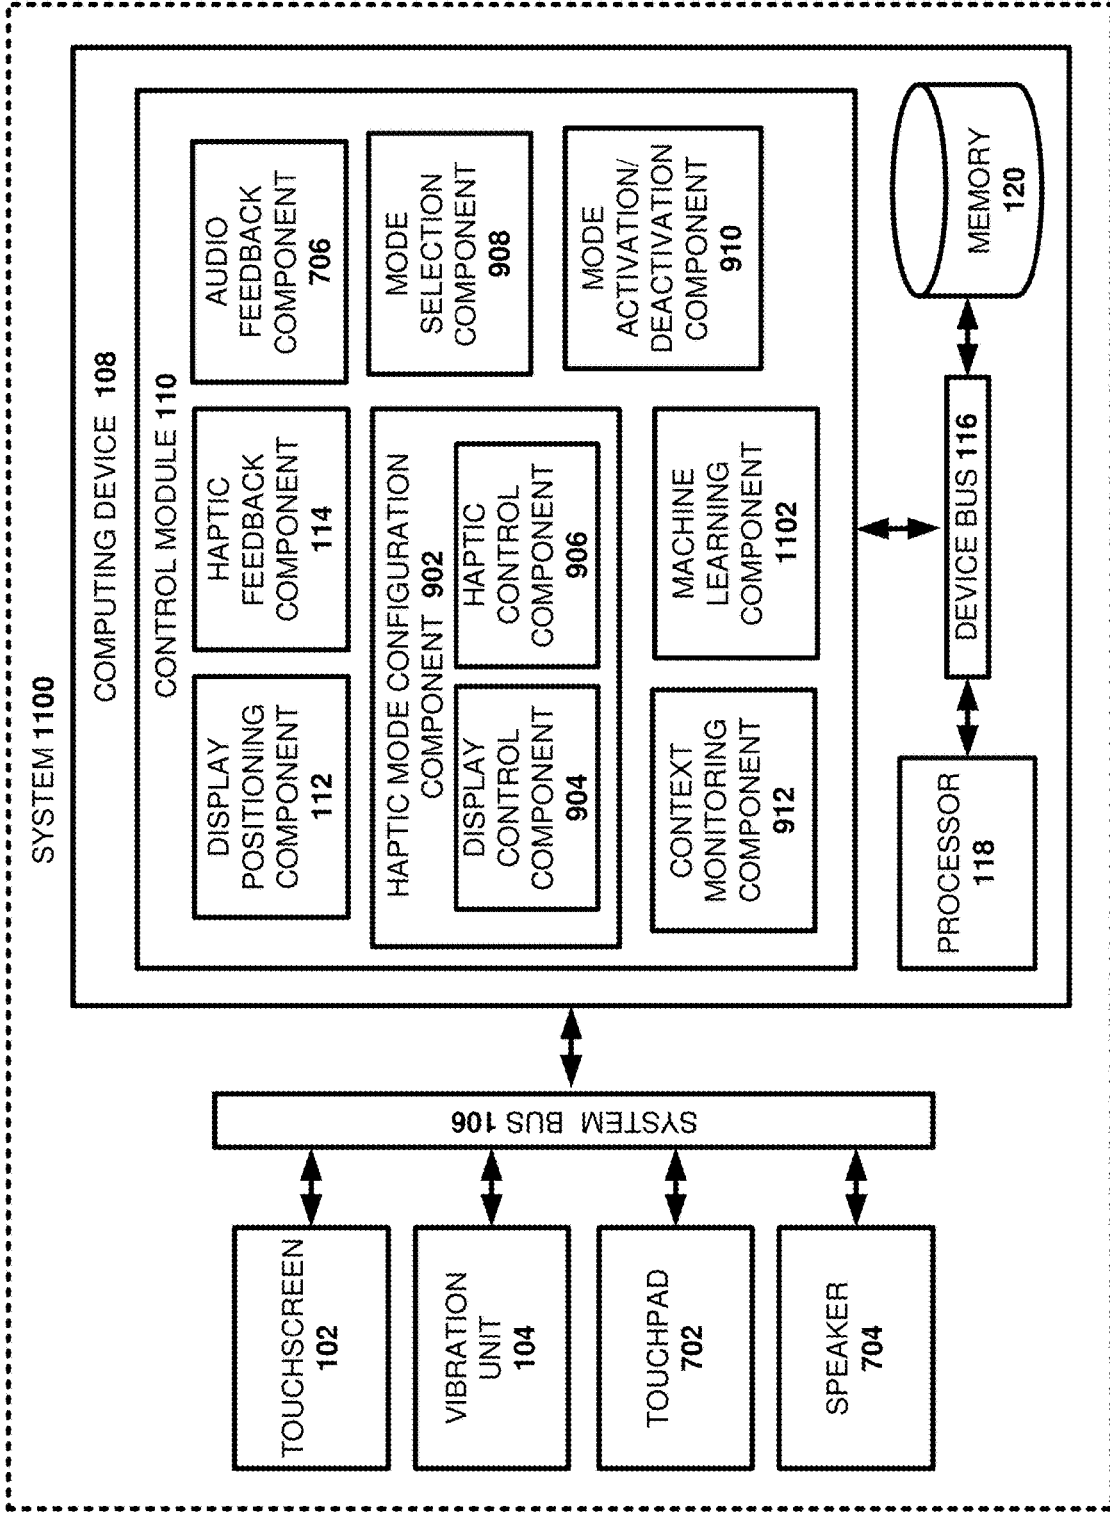 SYSTEM 1100
COMPUTING DEVICE 108
CONTROL MODULE 110
DISPLAY
POSITIONING
COMPONENT
112
HAPTIC
FEEDBACK
COMPONENT
114
AUDIO
FEEDBACK
COMPONENT
706
HAPTIC MODE CONFIGURATION
COMPONENT 902
DISPLAY
CONTROL
COMPONENT
904
HAPTIC
CONTROL
COMPONENT
906
MODE
SELECTION
COMPONENT
908
CONTEXT
MONITORING
COMPONENT
912
MACHINE
LEARNING
COMPONENT
1102
MODE
ACTIVATION/
DEACTIVATION
COMPONENT
910
PROCESSOR
118
DEVICE BUS 116
MEMORY
120
SYSTEM BUS 106
TOUCHSCREEN
102
VIBRATION
UNIT
104
TOUCHPAD
702
SPEAKER
704